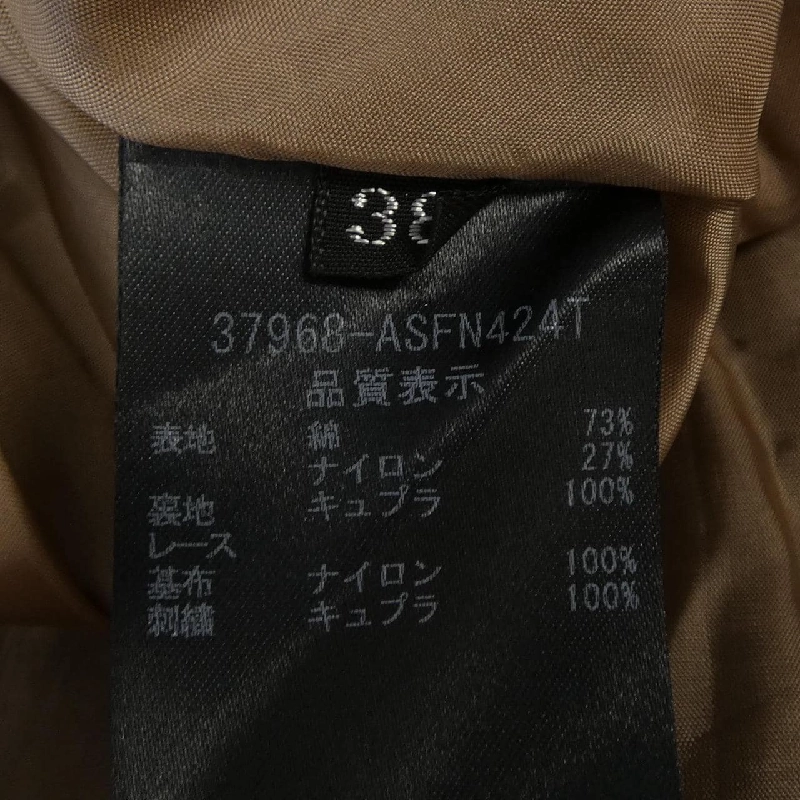 38
37968-ASFN424T
品質表示
表地 綿 73%
ナイロン 27%
裏地 キュプラ 100%
レース
基布 ナイロン 100%
刺繍 キュプラ 100%